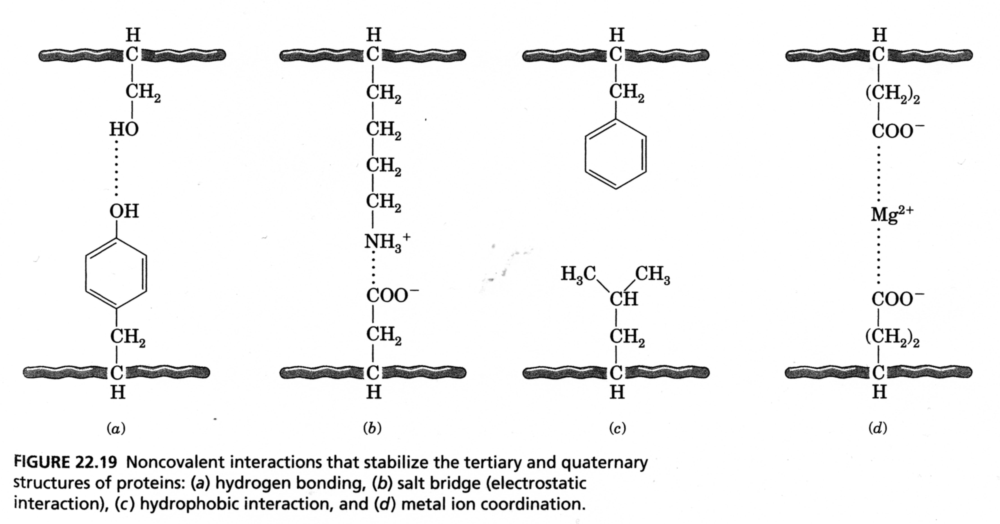 H H H H
C C C C
CH₂ CH₂ CH₂ (CH₂)₂
HO CH₂ COO⁻
CH₂
OH CH₂ Mg²⁺
NH₃⁺
H₃C CH₃
COO⁻ CH COO⁻
CH₂ CH₂ CH₂ (CH₂)₂
C C C C
H H H H
(a) (b) (c) (d)
FIGURE 22.19 Noncovalent interactions that stabilize the tertiary and quaternary
structures of proteins: (a) hydrogen bonding, (b) salt bridge (electrostatic
interaction), (c) hydrophobic interaction, and (d) metal ion coordination.